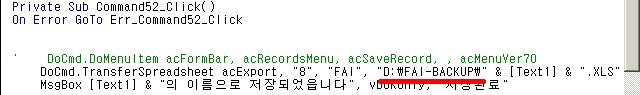 Private Sub Command52_Click()
On Error GoTo Err_Command52_Click
' DoCmd.DoMenuItem acFormBar, acRecordsMenu, acSaveRecord, , acMenuVer70
DoCmd.TransferSpreadsheet acExport, "8", "FAI", "D:₩FAI-BACKUP₩" & [Text1] & ".XLS"
MsgBox [Text1] & "의 이름으로 저장되었읍니다", vbOKOnly, "저장완료"